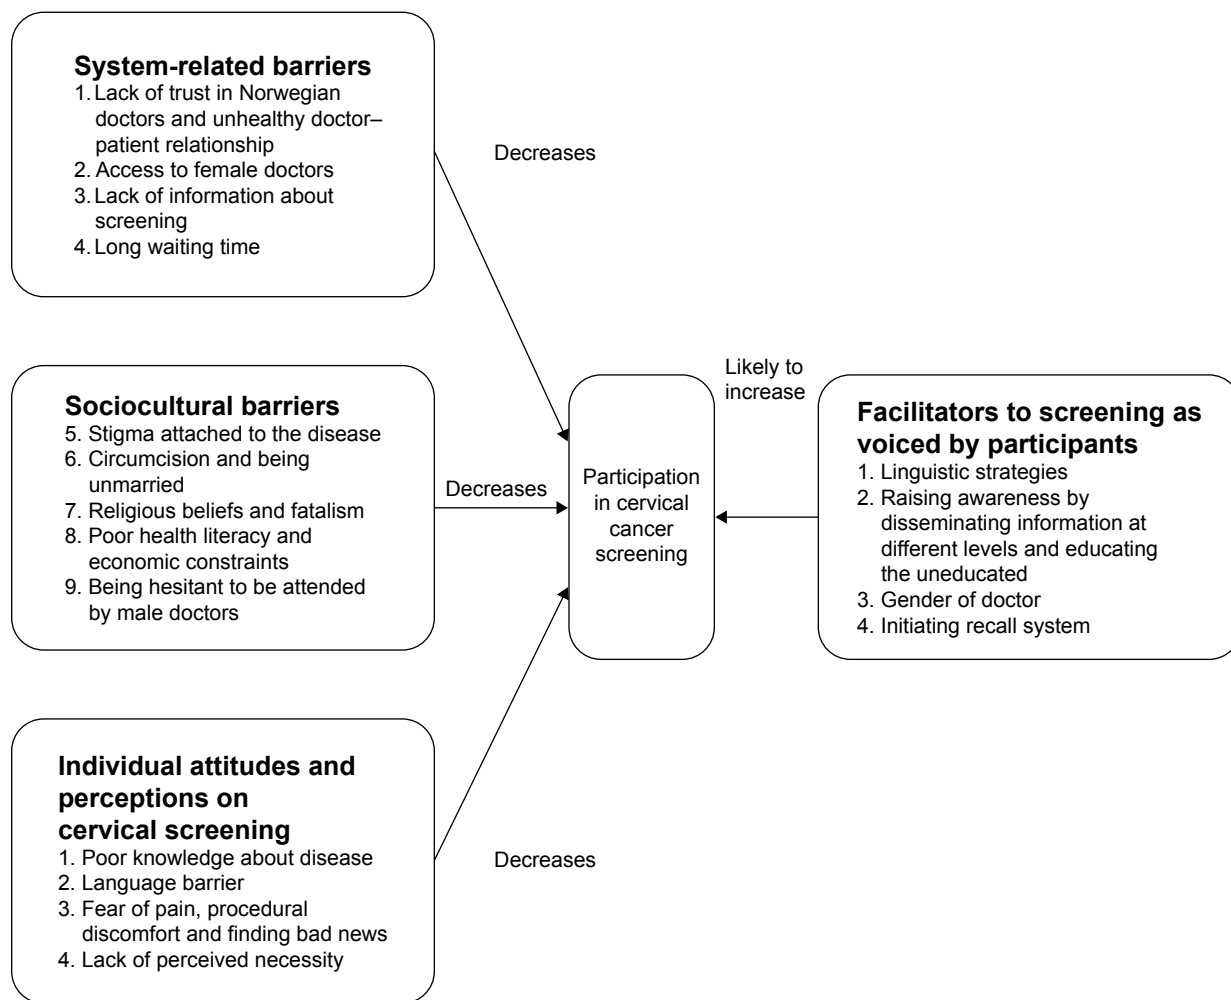 System-related barriers
1. Lack of trust in Norwegian
doctors and unhealthy doctor–
patient relationship
2. Access to female doctors
3. Lack of information about
screening
4. Long waiting time
Decreases
Sociocultural barriers
5. Stigma attached to the disease
6. Circumcision and being
unmarried
7. Religious beliefs and fatalism
8. Poor health literacy and
economic constraints
9. Being hesitant to be attended
by male doctors
Decreases
Individual attitudes and
perceptions on
cervical screening
1. Poor knowledge about disease
2. Language barrier
3. Fear of pain, procedural
discomfort and finding bad news
4. Lack of perceived necessity
Decreases
Participation
in cervical
cancer
screening
Likely to
increase
Facilitators to screening as
voiced by participants
1. Linguistic strategies
2. Raising awareness by
disseminating information at
different levels and educating
the uneducated
3. Gender of doctor
4. Initiating recall system